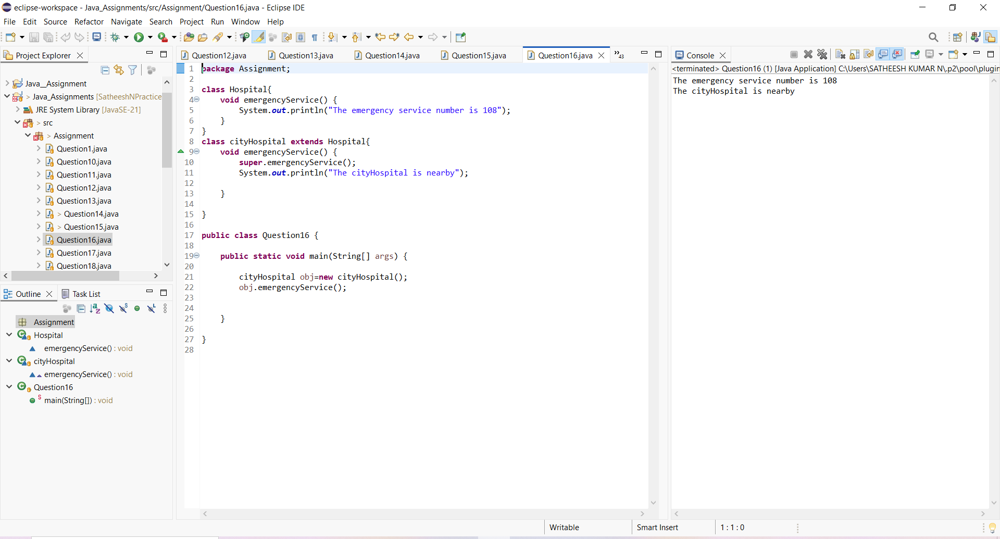 eclipse-workspace - Java_Assignments/src/Assignment/Question16.java - Eclipse IDE
File Edit Source Refactor Navigate Search Project Run Window Help
Project Explorer
Java__Assignment
> Java_Assignments [SatheeshNPractice
JRE System Library [JavaSE-21]
> src
> Assignment
Question1.java
Question10.java
Question11.java
Question12.java
Question13.java
> Question14.java
> Question15.java
Question16.java
Question17.java
Question18.java
Outline Task List
Assignment
Hospital
emergencyService() : void
cityHospital
emergencyService() : void
Question16
main(String[]) : void
Question12.java Question13.java Question14.java Question15.java Question16.java »43
1 package Assignment;
2
3 class Hospital{
4 void emergencyService() {
5 System.out.println("The emergency service number is 108");
6 }
7 }
8 class cityHospital extends Hospital{
9 void emergencyService() {
10 super.emergencyService();
11 System.out.println("The cityHospital is nearby");
12
13 }
14
15 }
16
17 public class Question16 {
18
19 public static void main(String[] args) {
20
21 cityHospital obj=new cityHospital();
22 obj.emergencyService();
23
24
25 }
26
27 }
28
Console
<terminated> Question16 (1) [Java Application] C:\Users\SATHEESH KUMAR N\.p2\pool\plugin
The emergency service number is 108
The cityHospital is nearby
Writable Smart Insert 1 : 1 : 0